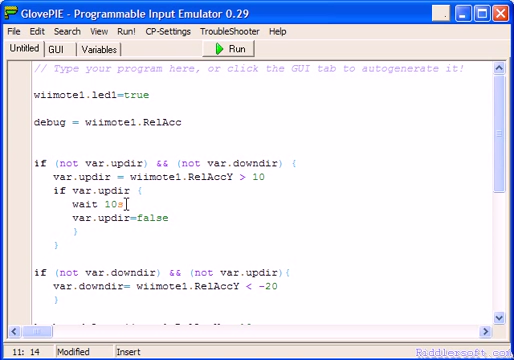 GlovePIE - Programmable Input Emulator 0.29
File Edit Search View Run! CP-Settings TroubleShooter Help
Untitled GUI Variables Run
// Type your program here, or click the GUI tab to autogenerate it!
wiimote1.led1=true
debug = wiimote1.RelAcc
if (not var.updir) && (not var.downdir) {
var.updir = wiimote1.RelAccY > 10
if var.updir {
wait 10s
var.updir=false
}
}
if (not var.downdir) && (not var.updir){
var.downdir= wiimote1.RelAccY < -20
}
11: 14 Modified Insert
Riddlersoft.com